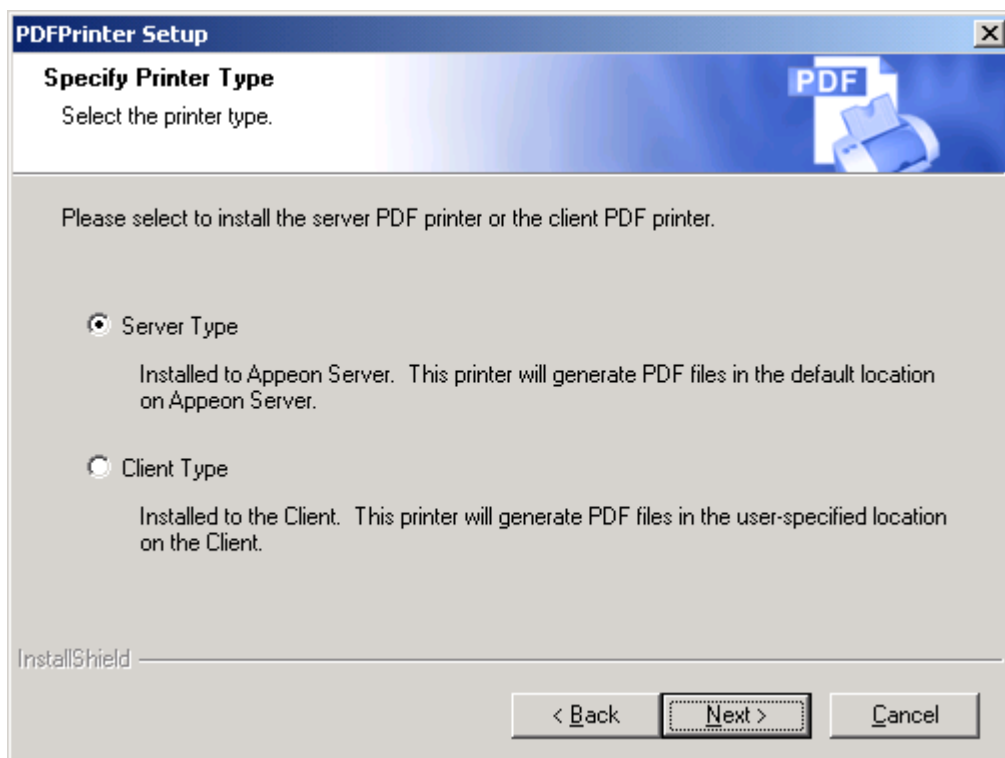 PDFPrinter Setup
Specify Printer Type
Select the printer type.
PDF
Please select to install the server PDF printer or the client PDF printer.
Server Type
Installed to Appeon Server.  This printer will generate PDF files in the default location
on Appeon Server.
Client Type
Installed to the Client.  This printer will generate PDF files in the user-specified location
on the Client.
InstallShield
< Back
Next >
Cancel